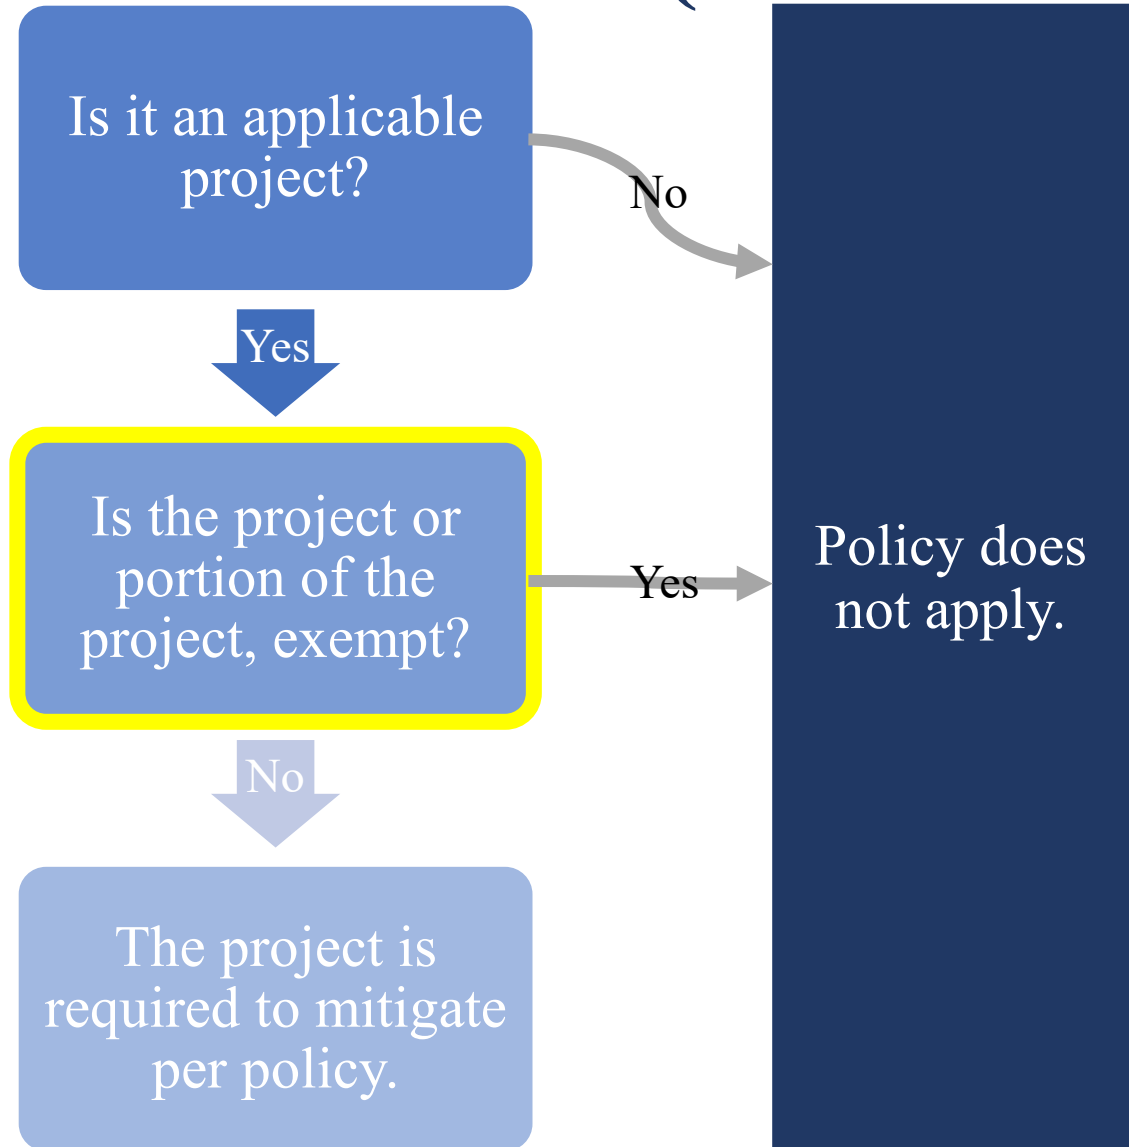 Is it an applicable
project?
No
Yes
Is the project or
portion of the
project, exempt?
Yes
Policy does
not apply.
No
The project is
required to mitigate
per policy.